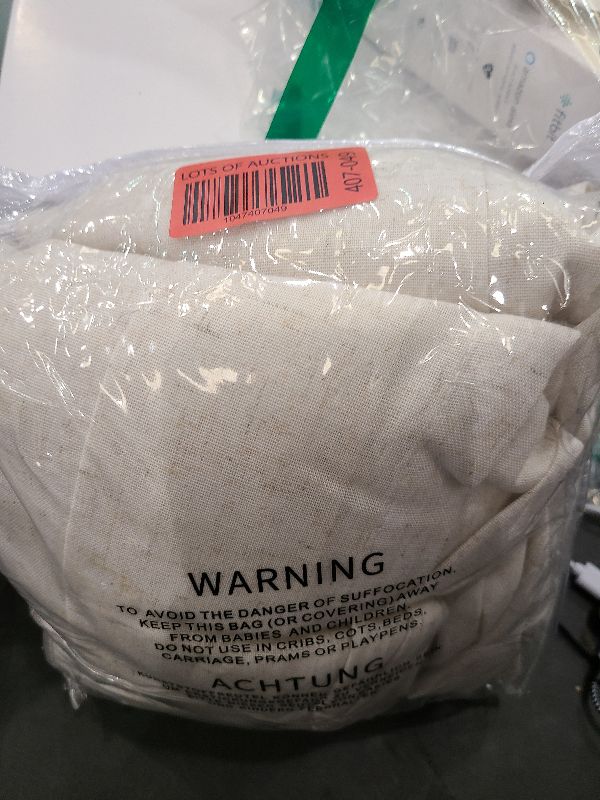 fitbit
LOTS OF AUCTIONS
407-049
1047407049
WARNING
TO AVOID THE DANGER OF SUFFOCATION,
KEEP THIS BAG (OR COVERING) AWAY
FROM BABIES AND CHILDREN.
DO NOT USE IN CRIBS, COTS, BEDS,
CARRIAGE, PRAMS OR PLAYPENS.
ACHTUNG